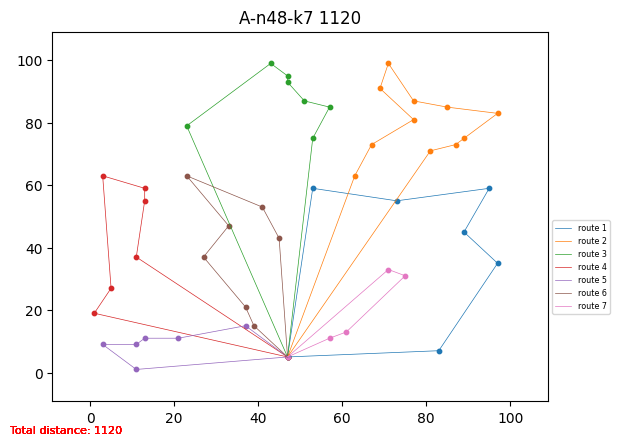 A-n48-k7 1120
100
80
60
40
20
0
0 20 40 60 80 100
route 1
route 2
route 3
route 4
route 5
route 6
route 7
Total distance: 1120